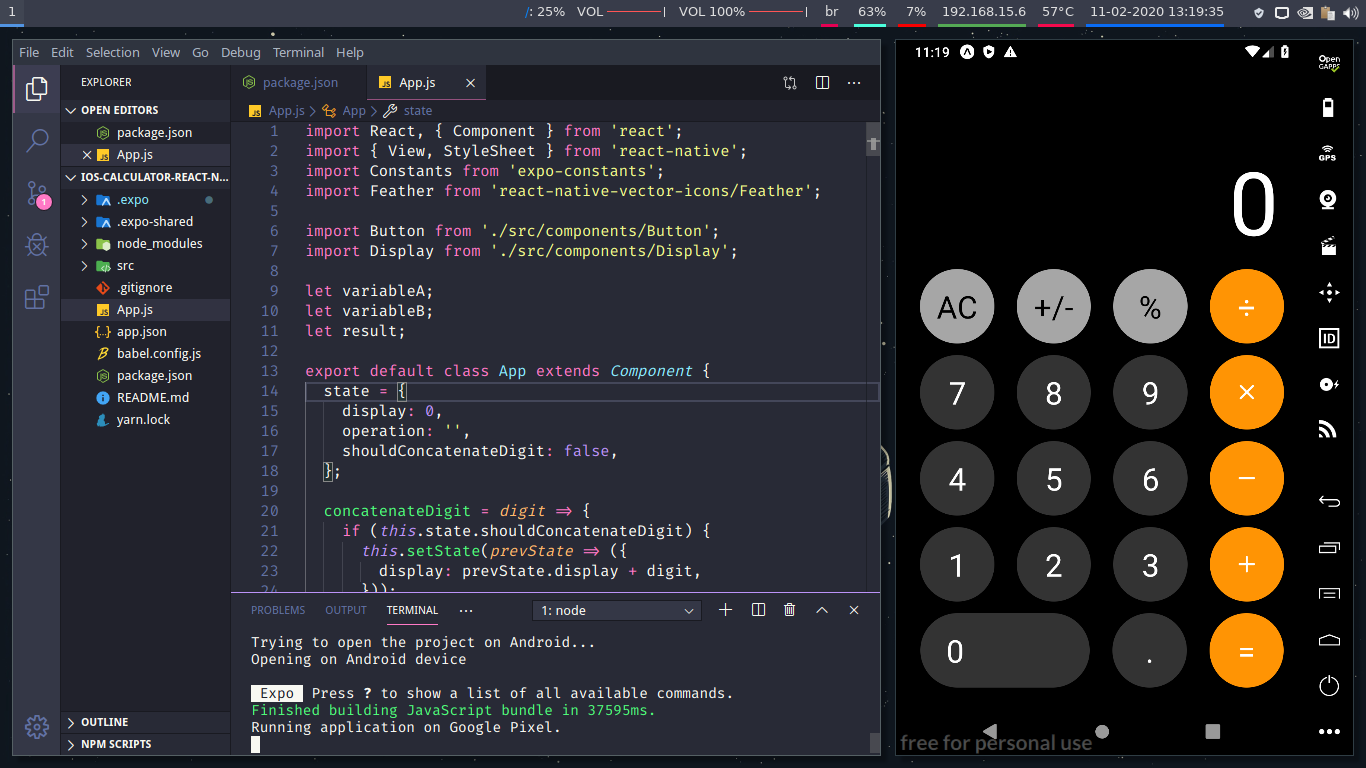 1
/: 25% VOL VOL 100% br 63% 7% 192.168.15.6 57°C 11-02-2020 13:19:35
File Edit Selection View Go Debug Terminal Help
EXPLORER
OPEN EDITORS
package.json
App.js
IOS-CALCULATOR-REACT-N...
.expo
.expo-shared
node_modules
src
.gitignore
App.js
app.json
babel.config.js
package.json
README.md
yarn.lock
OUTLINE
NPM SCRIPTS
1
package.json App.js
App.js > App > state
1 import React, { Component } from 'react';
2 import { View, StyleSheet } from 'react-native';
3 import Constants from 'expo-constants';
4 import Feather from 'react-native-vector-icons/Feather';
5
6 import Button from './src/components/Button';
7 import Display from './src/components/Display';
8
9 let variableA;
10 let variableB;
11 let result;
12
13 export default class App extends Component {
14 state = {
15 display: 0,
16 operation: '',
17 shouldConcatenateDigit: false,
18 };
19
20 concatenateDigit = digit ⇒ {
21 if (this.state.shouldConcatenateDigit) {
22 this.setState(prevState ⇒ ({
23 display: prevState.display + digit,
24 }));
PROBLEMS OUTPUT TERMINAL ··· 1: node
Trying to open the project on Android...
Opening on Android device
Expo Press ? to show a list of all available commands.
Finished building JavaScript bundle in 37595ms.
Running application on Google Pixel.
11:19
0
AC +/- % ÷
7 8 9 ×
4 5 6 −
1 2 3 +
0 . =
free for personal use
Open
GAPPS
GPS
ID